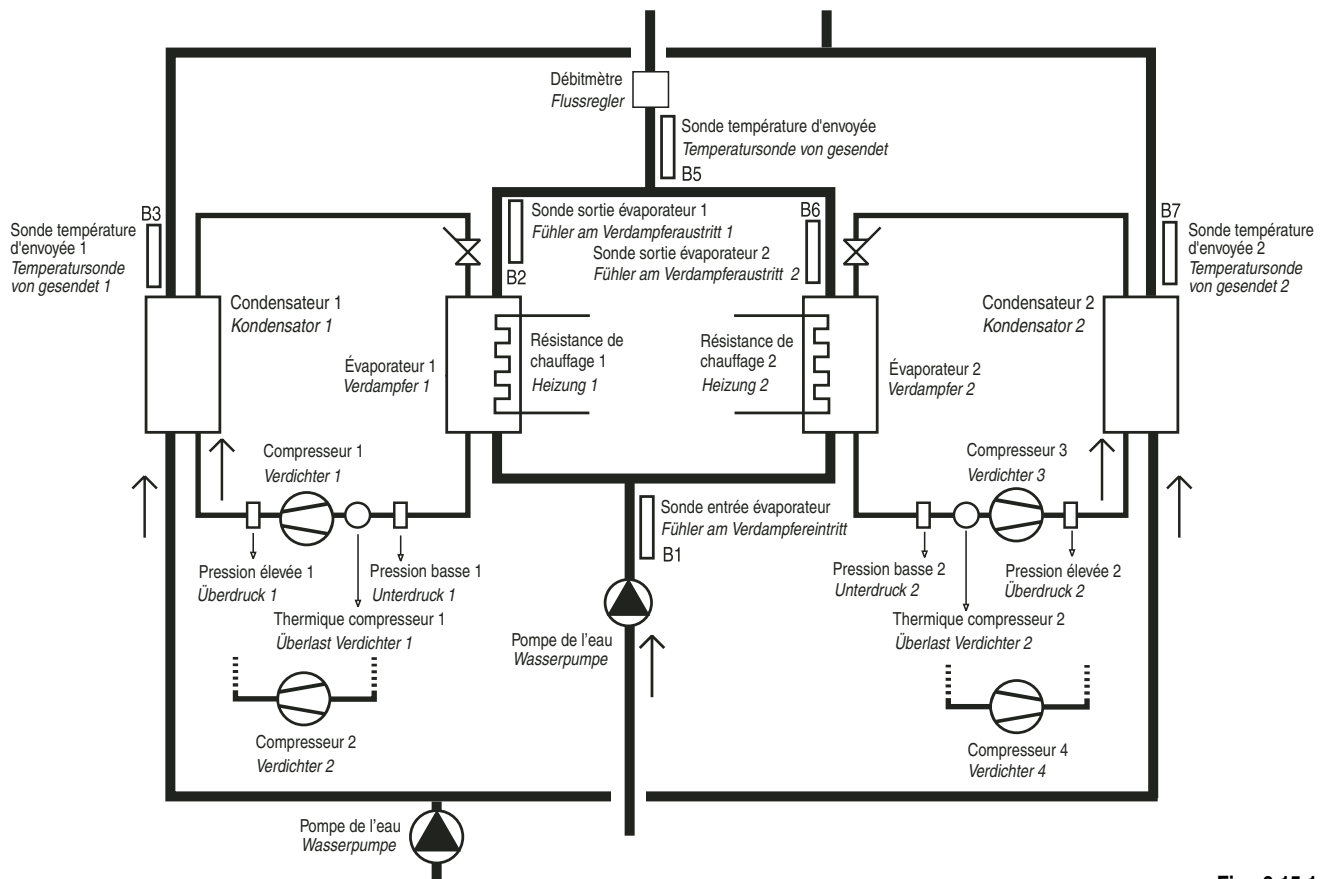 Débitmètre
Flussregler
Sonde température d'envoyée
Temperatursonde von gesendet
B5
B3
Sonde température
d'envoyée 1
Temperatursonde
von gesendet 1
Sonde sortie évaporateur 1
Fühler am Verdampferaustritt 1
B2
B6
Sonde sortie évaporateur 2
Fühler am Verdampferaustritt 2
B7
Sonde température
d'envoyée 2
Temperatursonde
von gesendet 2
Condensateur 1
Kondensator 1
Évaporateur 1
Verdampfer 1
Résistance de
chauffage 1
Heizung 1
Résistance de
chauffage 2
Heizung 2
Évaporateur 2
Verdampfer 2
Condensateur 2
Kondensator 2
Compresseur 1
Verdichter 1
Compresseur 3
Verdichter 3
Sonde entrée évaporateur
Fühler am Verdampfereintritt
B1
Pression élevée 1
Überdruck 1
Pression basse 1
Unterdruck 1
Thermique compresseur 1
Überlast Verdichter 1
Pression basse 2
Unterdruck 2
Pression élevée 2
Überdruck 2
Thermique compresseur 2
Überlast Verdichter 2
Pompe de l'eau
Wasserpumpe
Compresseur 2
Verdichter 2
Compresseur 4
Verdichter 4
Pompe de l'eau
Wasserpumpe